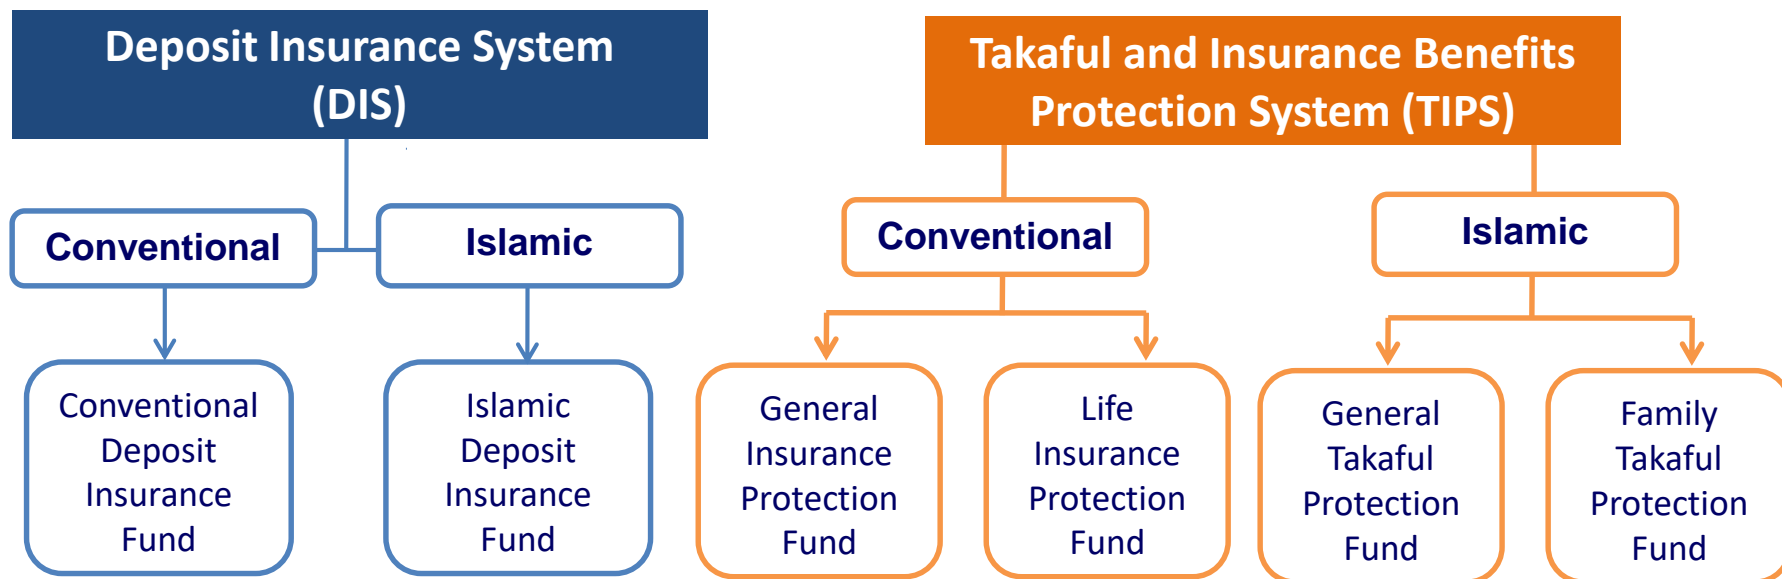 Deposit Insurance System
(DIS)
Takaful and Insurance Benefits
Protection System (TIPS)
Conventional
Islamic
Conventional
Islamic
Conventional
Deposit
Insurance
Fund
Islamic
Deposit
Insurance
Fund
General
Insurance
Protection
Fund
Life
Insurance
Protection
Fund
General
Takaful
Protection
Fund
Family
Takaful
Protection
Fund